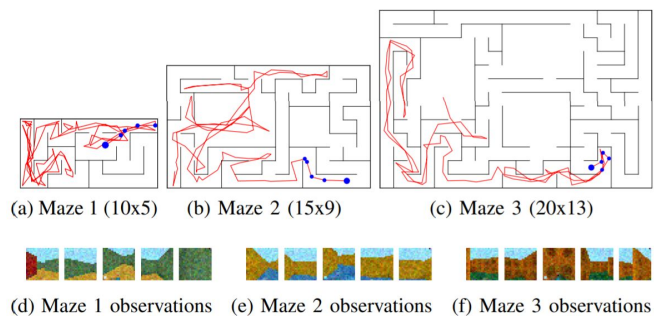 (a) Maze 1 (10x5)
(b) Maze 2 (15x9)
(c) Maze 3 (20x13)
(d) Maze 1 observations
(e) Maze 2 observations
(f) Maze 3 observations